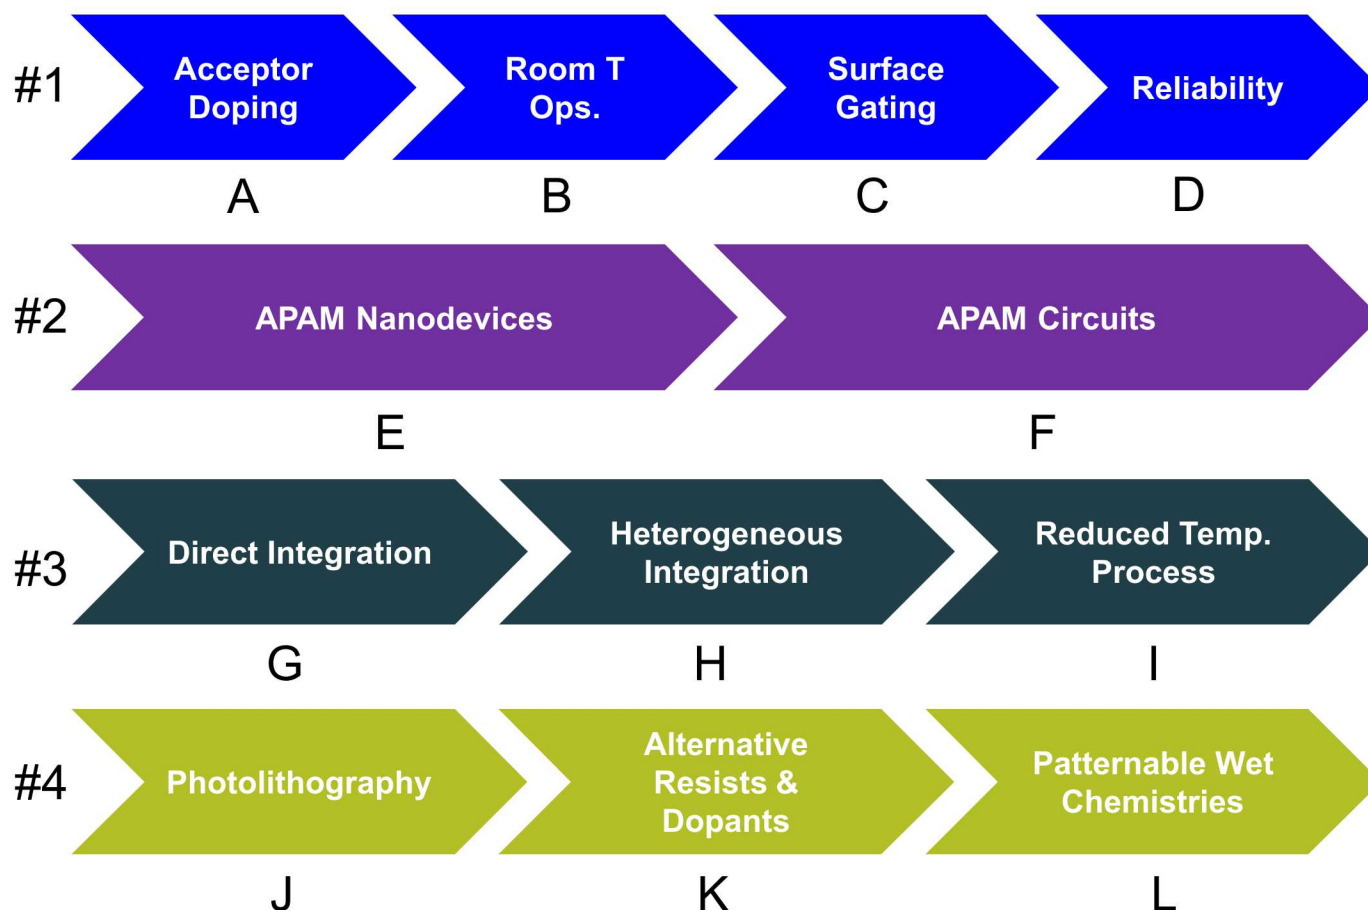 #1
Acceptor
Doping
Room T
Ops.
Surface
Gating
Reliability
A
B
C
D
#2
APAM Nanodevices
APAM Circuits
E
F
#3
Direct Integration
Heterogeneous
Integration
Reduced Temp.
Process
G
H
I
#4
Photolithography
Alternative
Resists &
Dopants
Patternable Wet
Chemistries
J
K
L